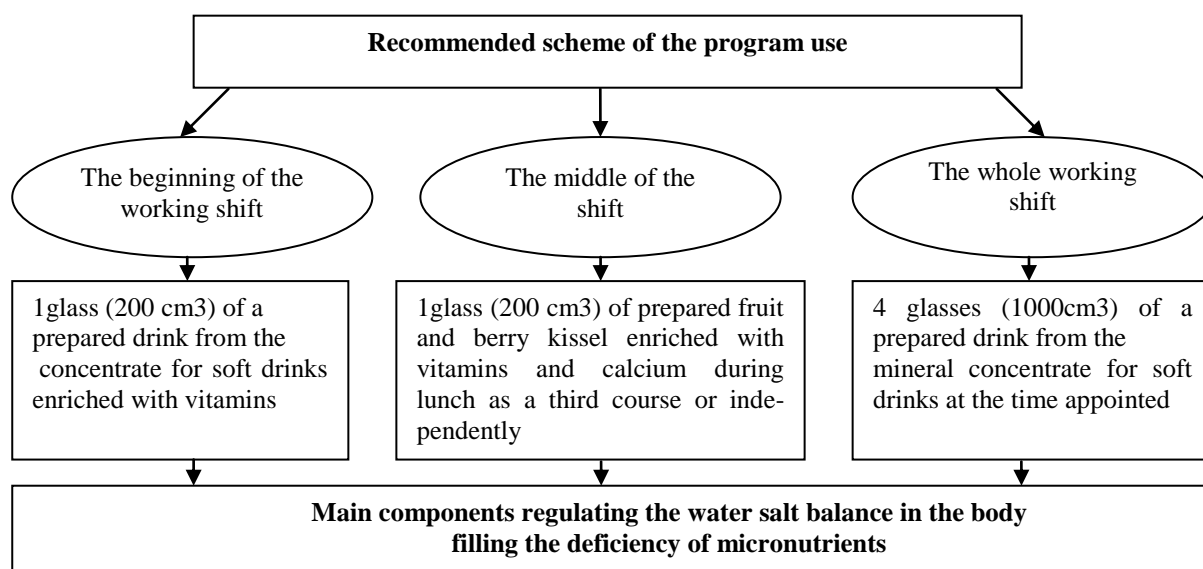 Recommended scheme of the program use
The beginning of the
working shift
The middle of the
shift
The whole working
shift
1glass (200 cm3) of a
prepared drink from the
concentrate for soft drinks
enriched with vitamins
1glass (200 cm3) of prepared fruit
and berry kissel enriched with
vitamins and calcium during
lunch as a third course or inde-
pendently
4 glasses (1000cm3) of a
prepared drink from the
mineral concentrate for soft
drinks at the time appointed
Main components regulating the water salt balance in the body
filling the deficiency of micronutrients